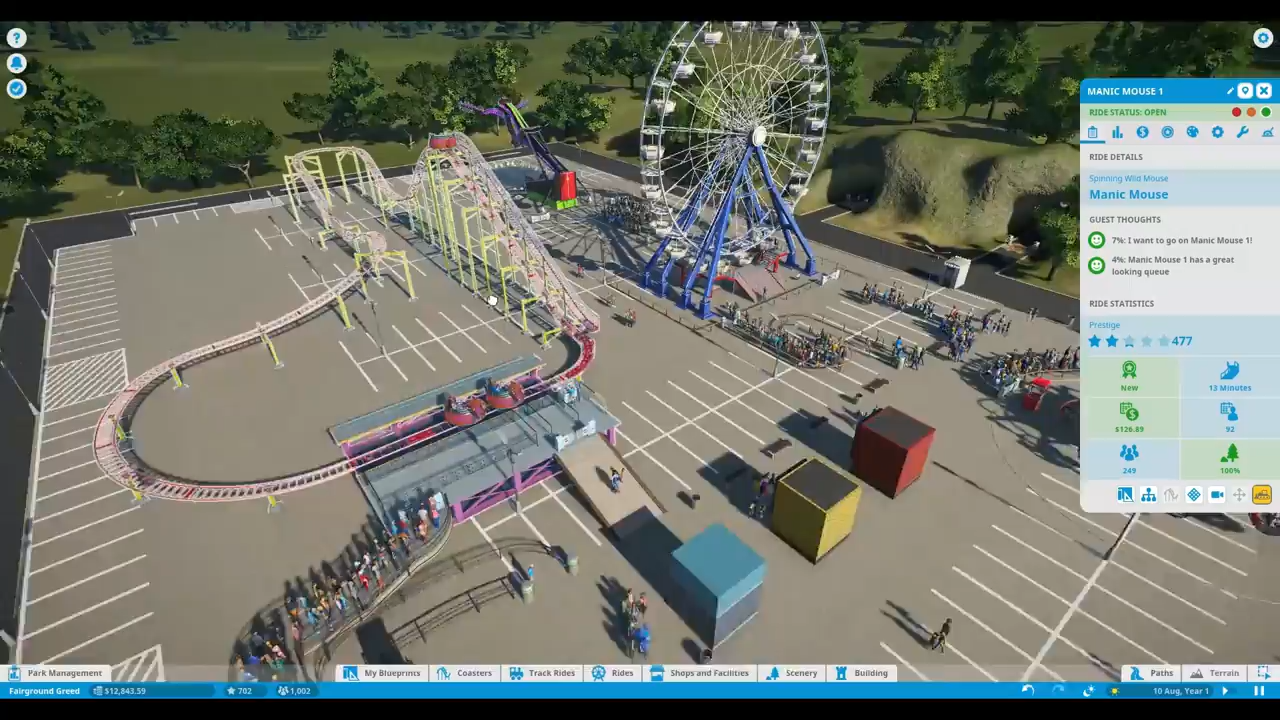 MANIC MOUSE 1
RIDE STATUS: OPEN
RIDE DETAILS
Spinning Wild Mouse
Manic Mouse
GUEST THOUGHTS
7%: I want to go on Manic Mouse 1!
4%: Manic Mouse 1 has a great
looking queue
RIDE STATISTICS
Prestige
477
New
13 Minutes
$126.89
92
249
100%
Park Management
My Blueprints
Coasters
Track Rides
Rides
Shops and Facilities
Scenery
Building
Paths
Terrain
Fairground Greed
$12,843.59
702
1,002
10 Aug, Year 1